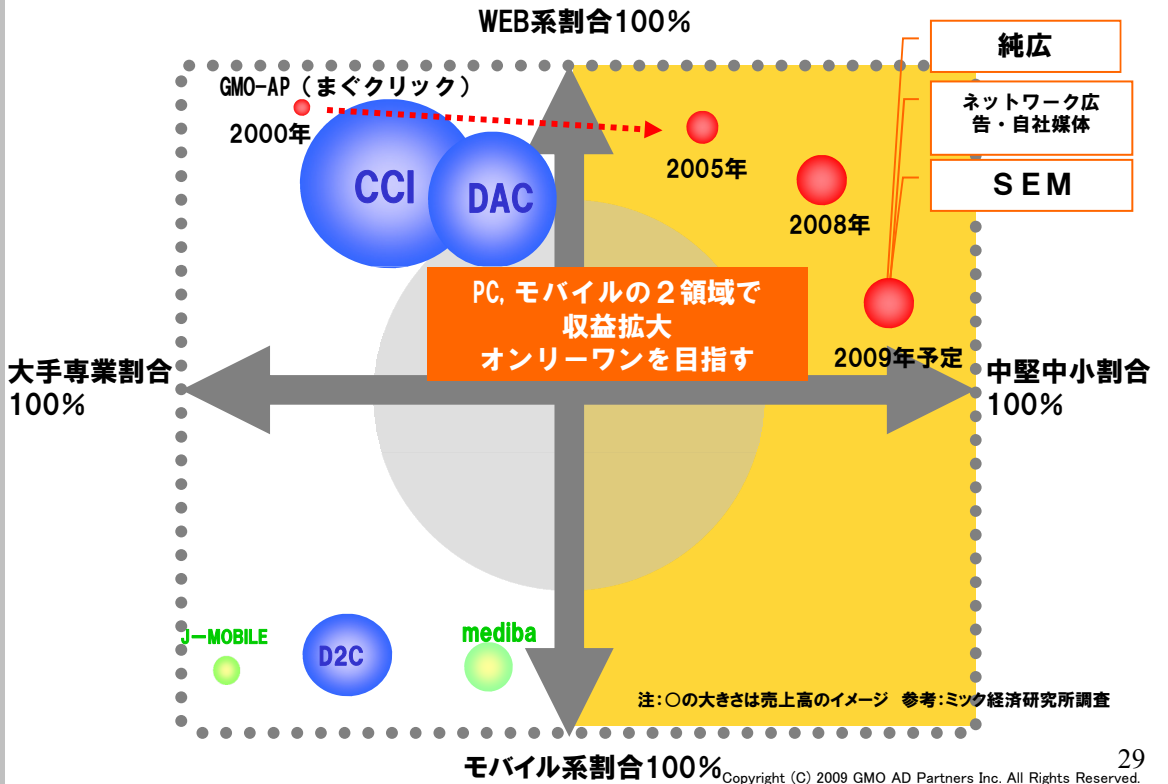 WEB系割合100%
純広
GMO-AP（まぐクリック）
2000年
ネットワーク広
告・自社媒体
2005年
CCI
DAC
SEM
2008年
PC,モバイルの２領域で
収益拡大
オンリーワンを目指す
2009年予定
大手専業割合
100%
中堅中小割合
100%
J－MOBILE
D2C
mediba
注：○の大きさは売上高のイメージ 参考：ミック経済研究所調査
モバイル系割合100%
29
Copyright (C) 2009 GMO AD Partners Inc. All Rights Reserved.